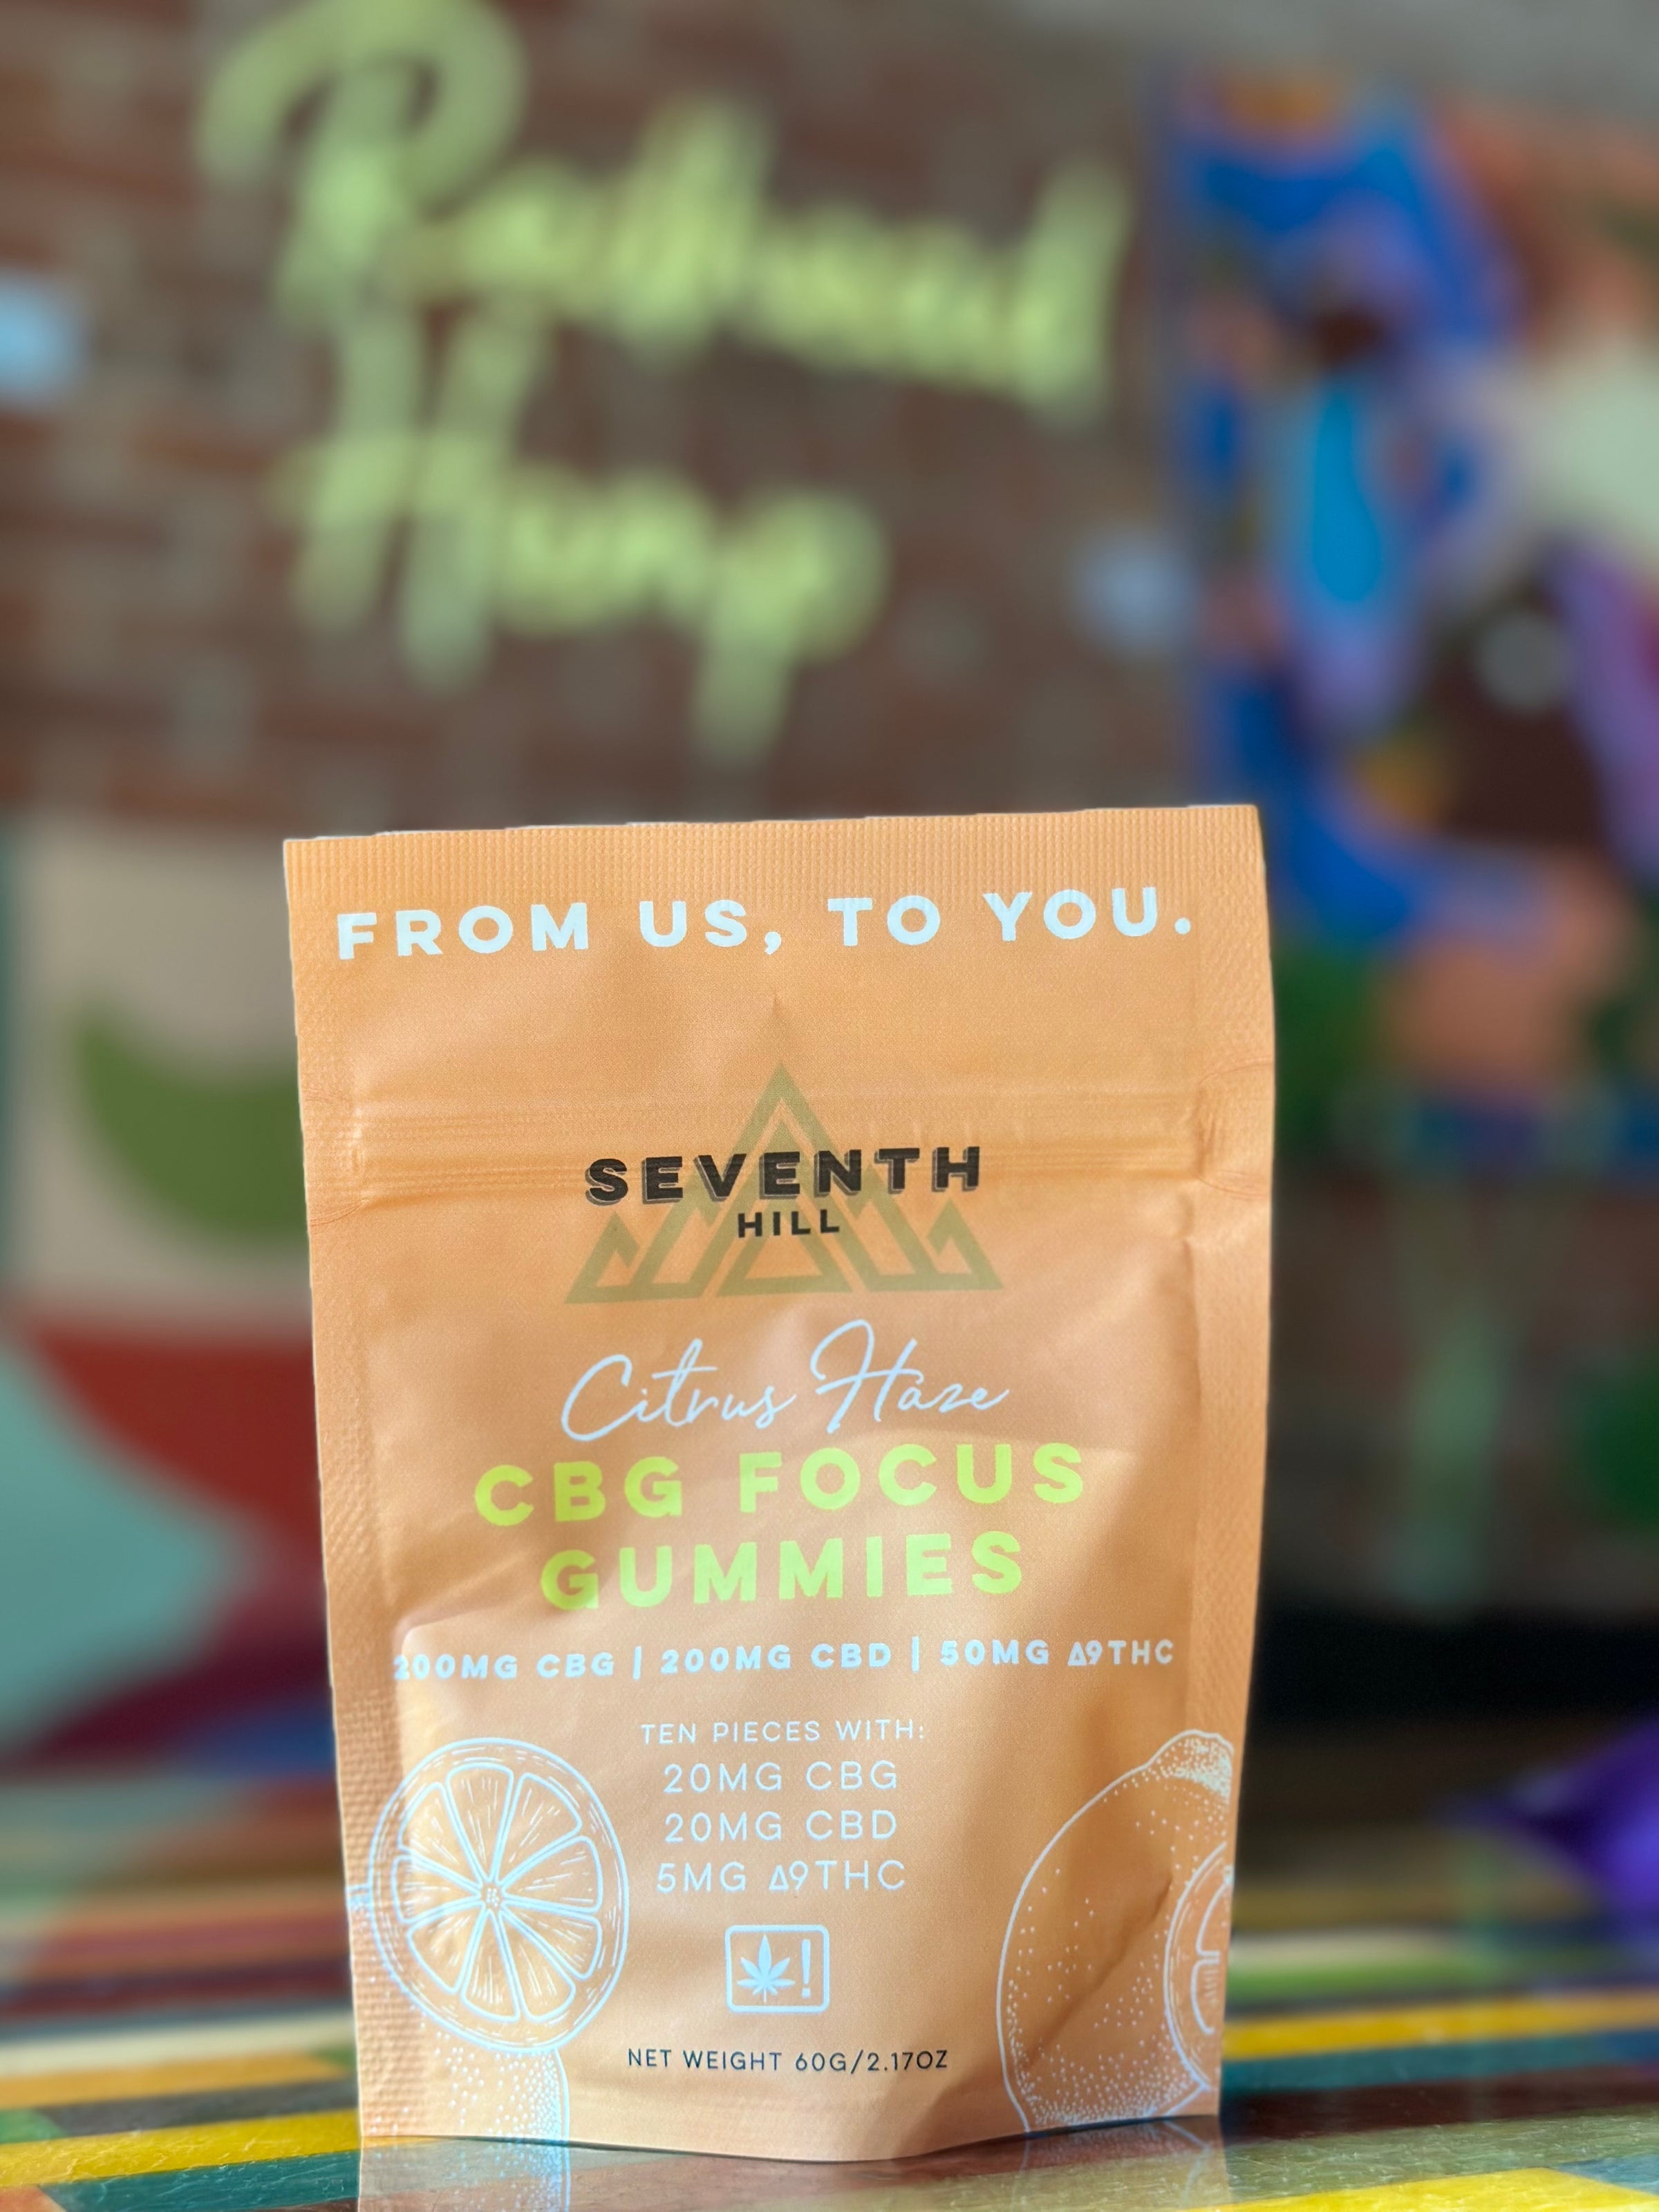 Hemp
FROM US, TO YOU.
SEVENTH
HILL
Citrus Haze
CBG FOCUS
GUMMIES
200MG CBG | 200MG CBD | 50MG Δ9THC
TEN PIECES WITH:
20MG CBG
20MG CBD
5MG Δ9THC
!
NET WEIGHT 60G/2.17OZ